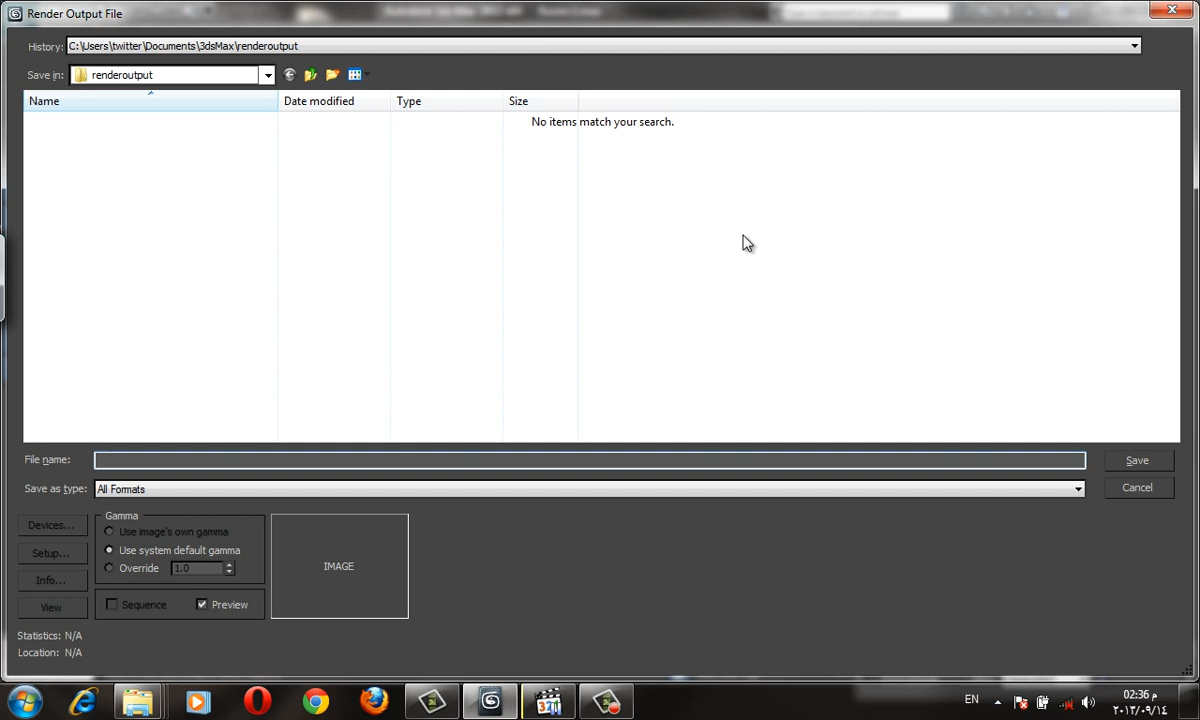 Render Output File
History: C:\Users\twitter\Documents\3dsMax\renderoutput
Save in: renderoutput
Name Date modified Type Size
No items match your search.
File name: Save
Save as type: All Formats Cancel
Devices... Gamma
Use image's own gamma
Setup... Use system default gamma
Override 1.0 IMAGE
Info...
View Sequence Preview
Statistics: N/A
Location: N/A
321
EN
02:36 م
٢٠١٣/٠٩/١٤